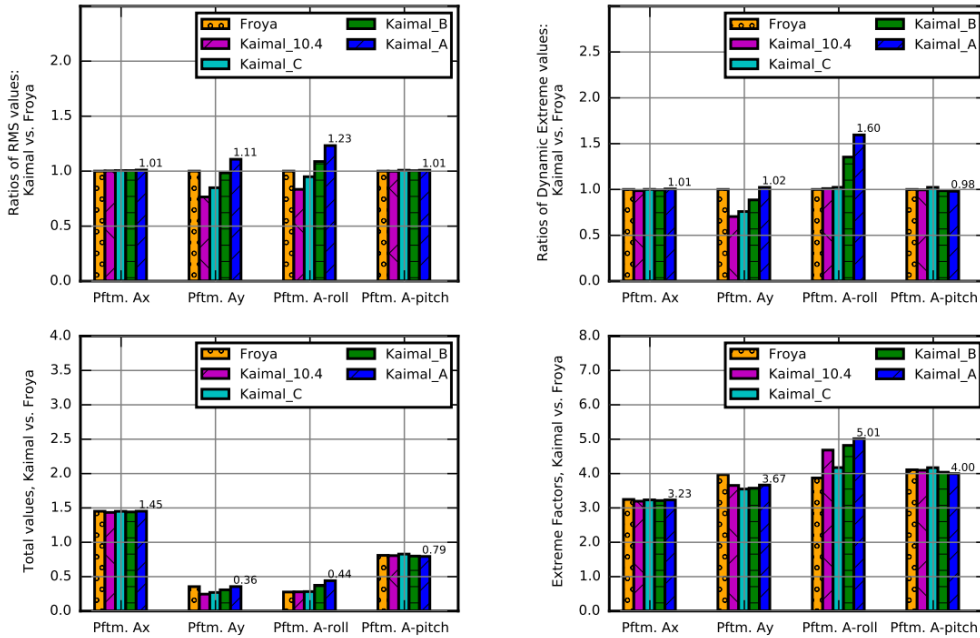 Ratios of RMS values:
Kaimal vs. Froya
2.0
1.5
1.0
0.5
0.0
Froya
Kaimal_10.4
Kaimal_C
Kaimal_B
Kaimal_A
1.01
1.11
1.23
1.01
Pftm. Ax
Pftm. Ay
Pftm. A-roll
Pftm. A-pitch
Ratios of Dynamic Extreme values:
Kaimal vs. Froya
2.5
2.0
1.5
1.0
0.5
0.0
Froya
Kaimal_10.4
Kaimal_C
Kaimal_B
Kaimal_A
1.01
1.02
1.60
0.98
Pftm. Ax
Pftm. Ay
Pftm. A-roll
Pftm. A-pitch
Total values, Kaimal vs. Froya
4.0
3.5
3.0
2.5
2.0
1.5
1.0
0.5
0.0
Froya
Kaimal_10.4
Kaimal_C
Kaimal_B
Kaimal_A
1.45
0.36
0.44
0.79
Pftm. Ax
Pftm. Ay
Pftm. A-roll
Pftm. A-pitch
Extreme Factors, Kaimal vs. Froya
8.0
7.0
6.0
5.0
4.0
3.0
2.0
1.0
0.0
Froya
Kaimal_10.4
Kaimal_C
Kaimal_B
Kaimal_A
3.23
3.67
5.01
4.00
Pftm. Ax
Pftm. Ay
Pftm. A-roll
Pftm. A-pitch